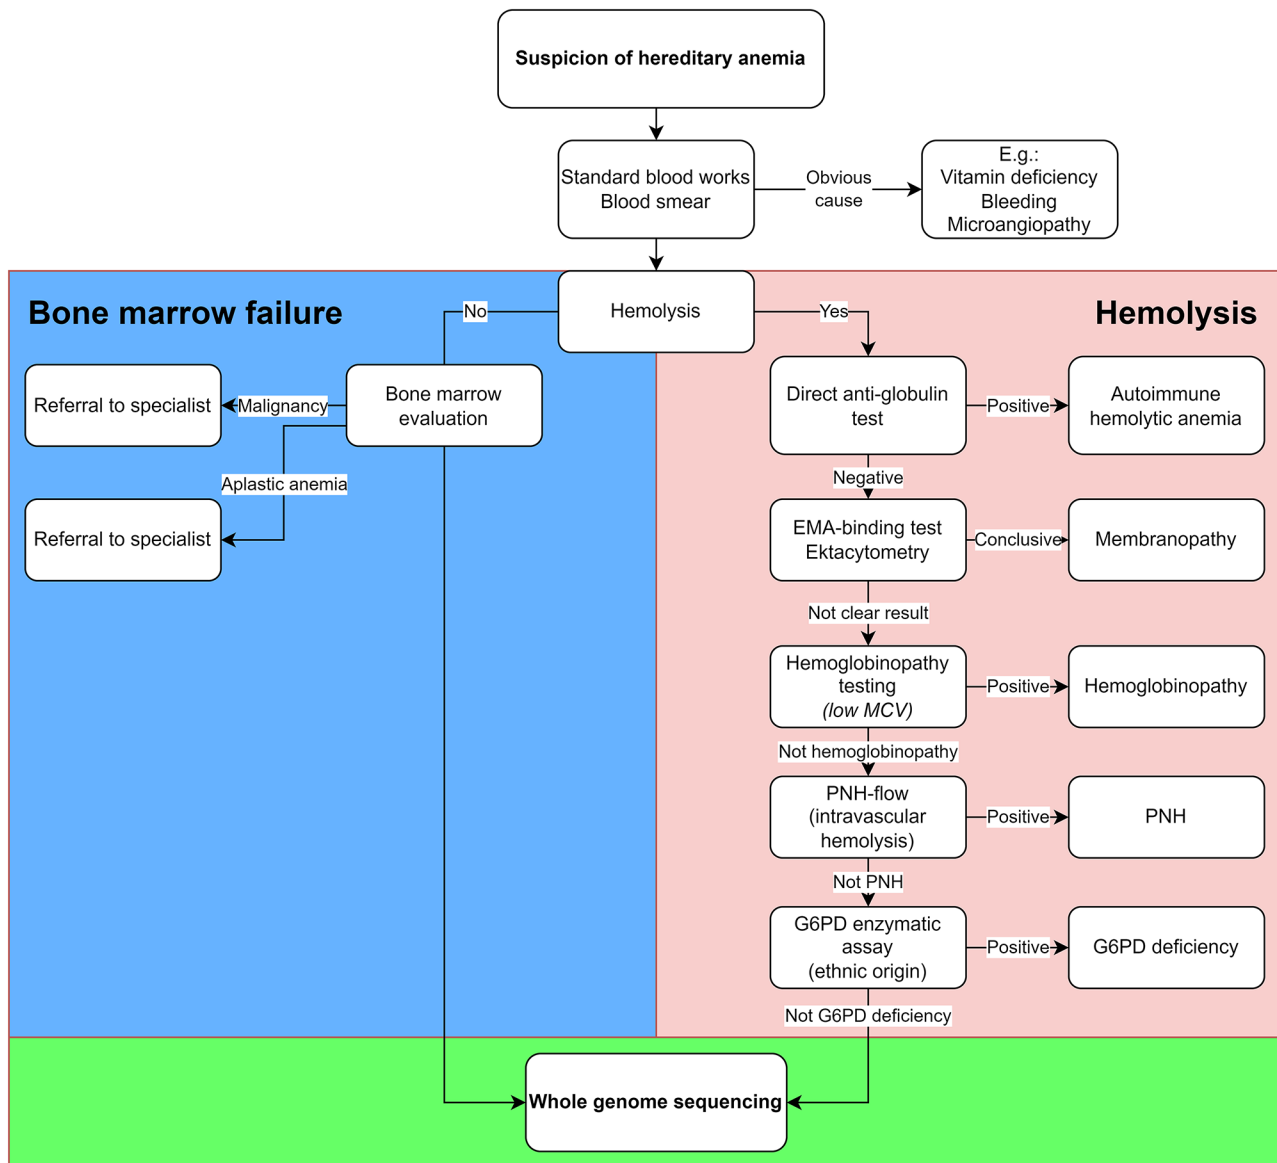 Suspicion of hereditary anemia
Standard blood works
Blood smear
Obvious
cause
E.g.:
Vitamin deficiency
Bleeding
Microangiopathy
Bone marrow failure
Hemolysis
Hemolysis
No
Yes
Referral to specialist
Malignancy
Bone marrow
evaluation
Aplastic anemia
Referral to specialist
Direct anti-globulin
test
Positive
Autoimmune
hemolytic anemia
Negative
EMA-binding test
Ektacytometry
Conclusive
Membranopathy
Not clear result
Hemoglobinopathy
testing
(low MCV)
Positive
Hemoglobinopathy
Not hemoglobinopathy
PNH-flow
(intravascular
hemolysis)
Positive
PNH
Not PNH
G6PD enzymatic
assay
(ethnic origin)
Positive
G6PD deficiency
Not G6PD deficiency
Whole genome sequencing